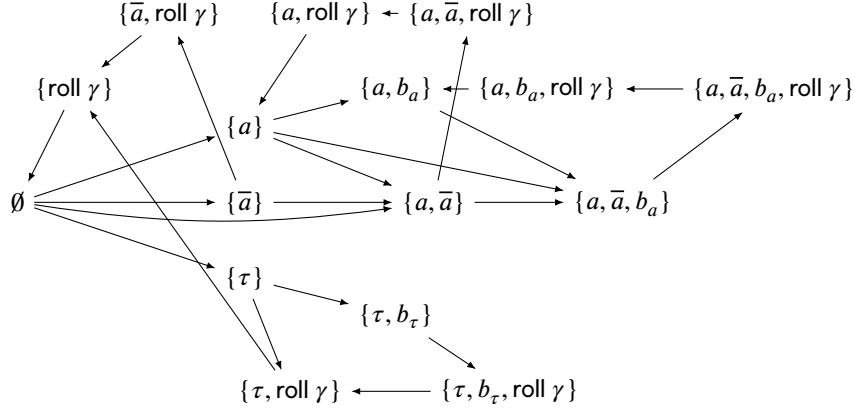 {a̅, roll γ} {a, roll γ} {a, a̅, roll γ}
{roll γ} {a, b_a} {a, b_a, roll γ} {a, a̅, b_a, roll γ}
{a}
∅ {a̅} {a, a̅} {a, a̅, b_a}
{τ}
{τ, b_τ}
{τ, roll γ} {τ, b_τ, roll γ}